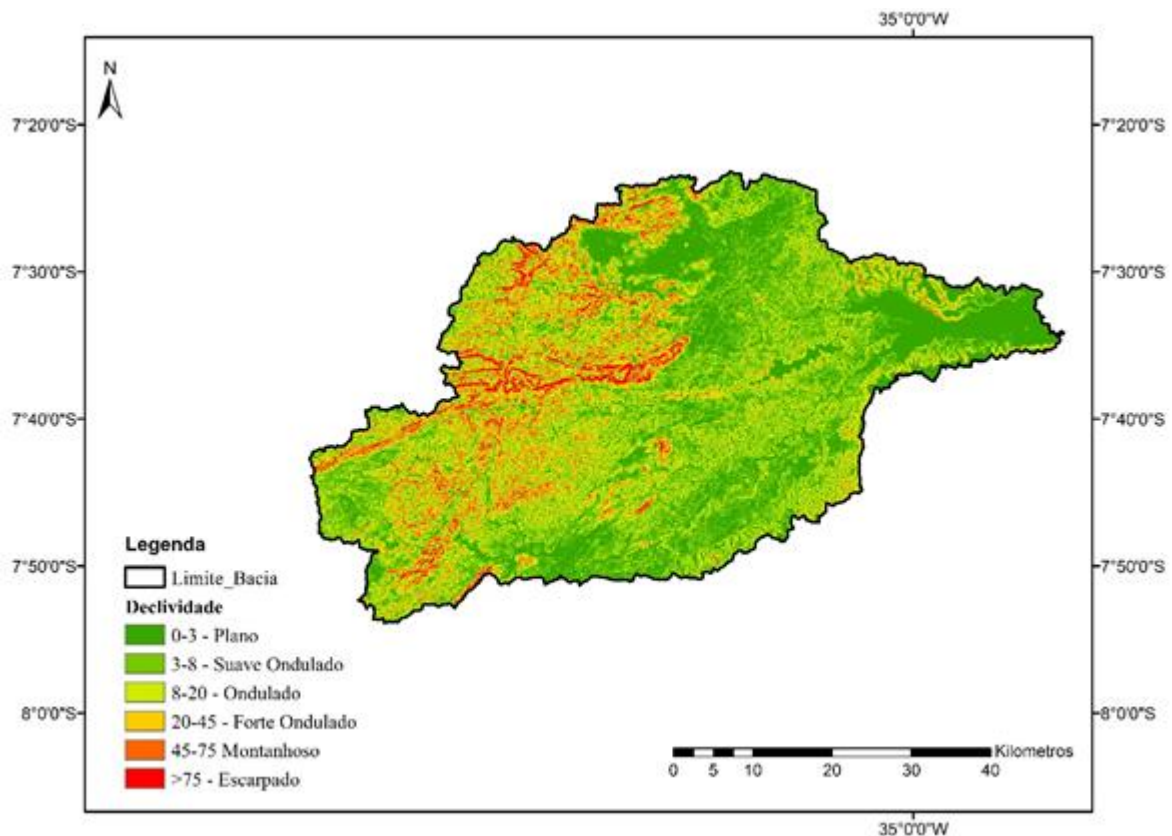 35°0'0"W
N
7°20'0"S
7°20'0"S
7°30'0"S
7°30'0"S
7°40'0"S
7°40'0"S
7°50'0"S
7°50'0"S
8°0'0"S
8°0'0"S
Legenda
Limite_Bacia
Declividade
0-3 - Plano
3-8 - Suave Ondulado
8-20 - Ondulado
20-45 - Forte Ondulado
45-75 Montanhoso
>75 - Escarpado
Kilometros
0 5 10 20 30 40
35°0'0"W